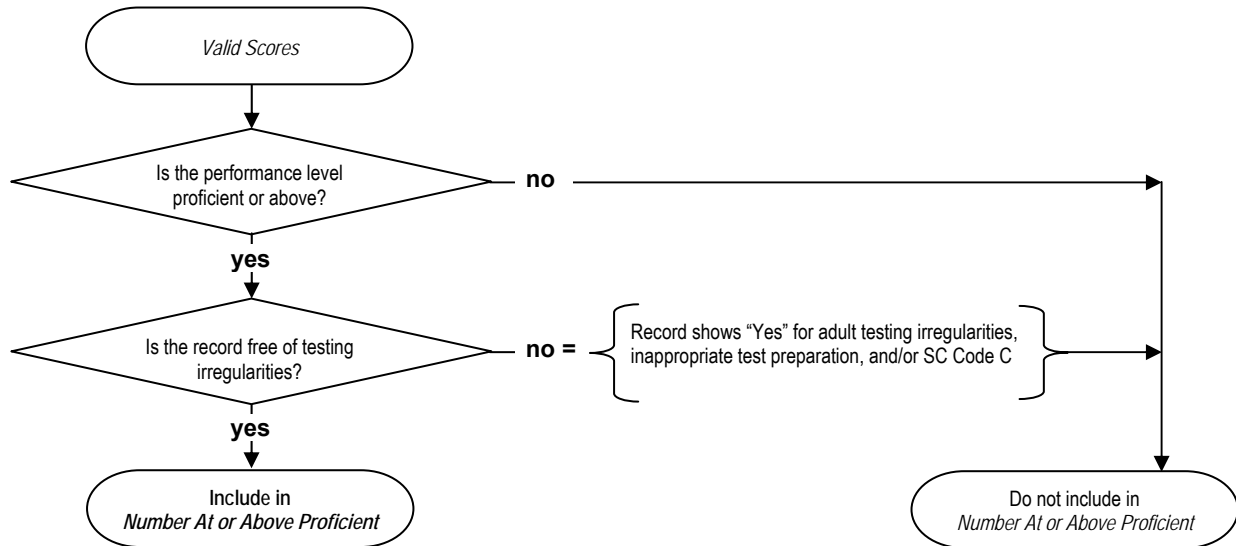 Valid Scores
Is the performance level
proficient or above?
no
yes
Is the record free of testing
irregularities?
no =
Record shows “Yes” for adult testing irregularities,
inappropriate test preparation, and/or SC Code C
yes
Include in
Number At or Above Proficient
Do not include in
Number At or Above Proficient